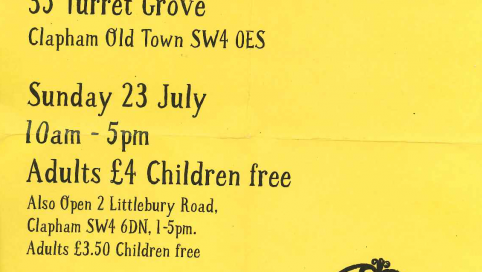 35 Turret Grove
Clapham Old Town SW4 0ES
Sunday 23 July
10am - 5pm
Adults £4 Children free
Also Open 2 Littlebury Road,
Clapham SW4 6DN, 1-5pm.
Adults £3.50 Children free